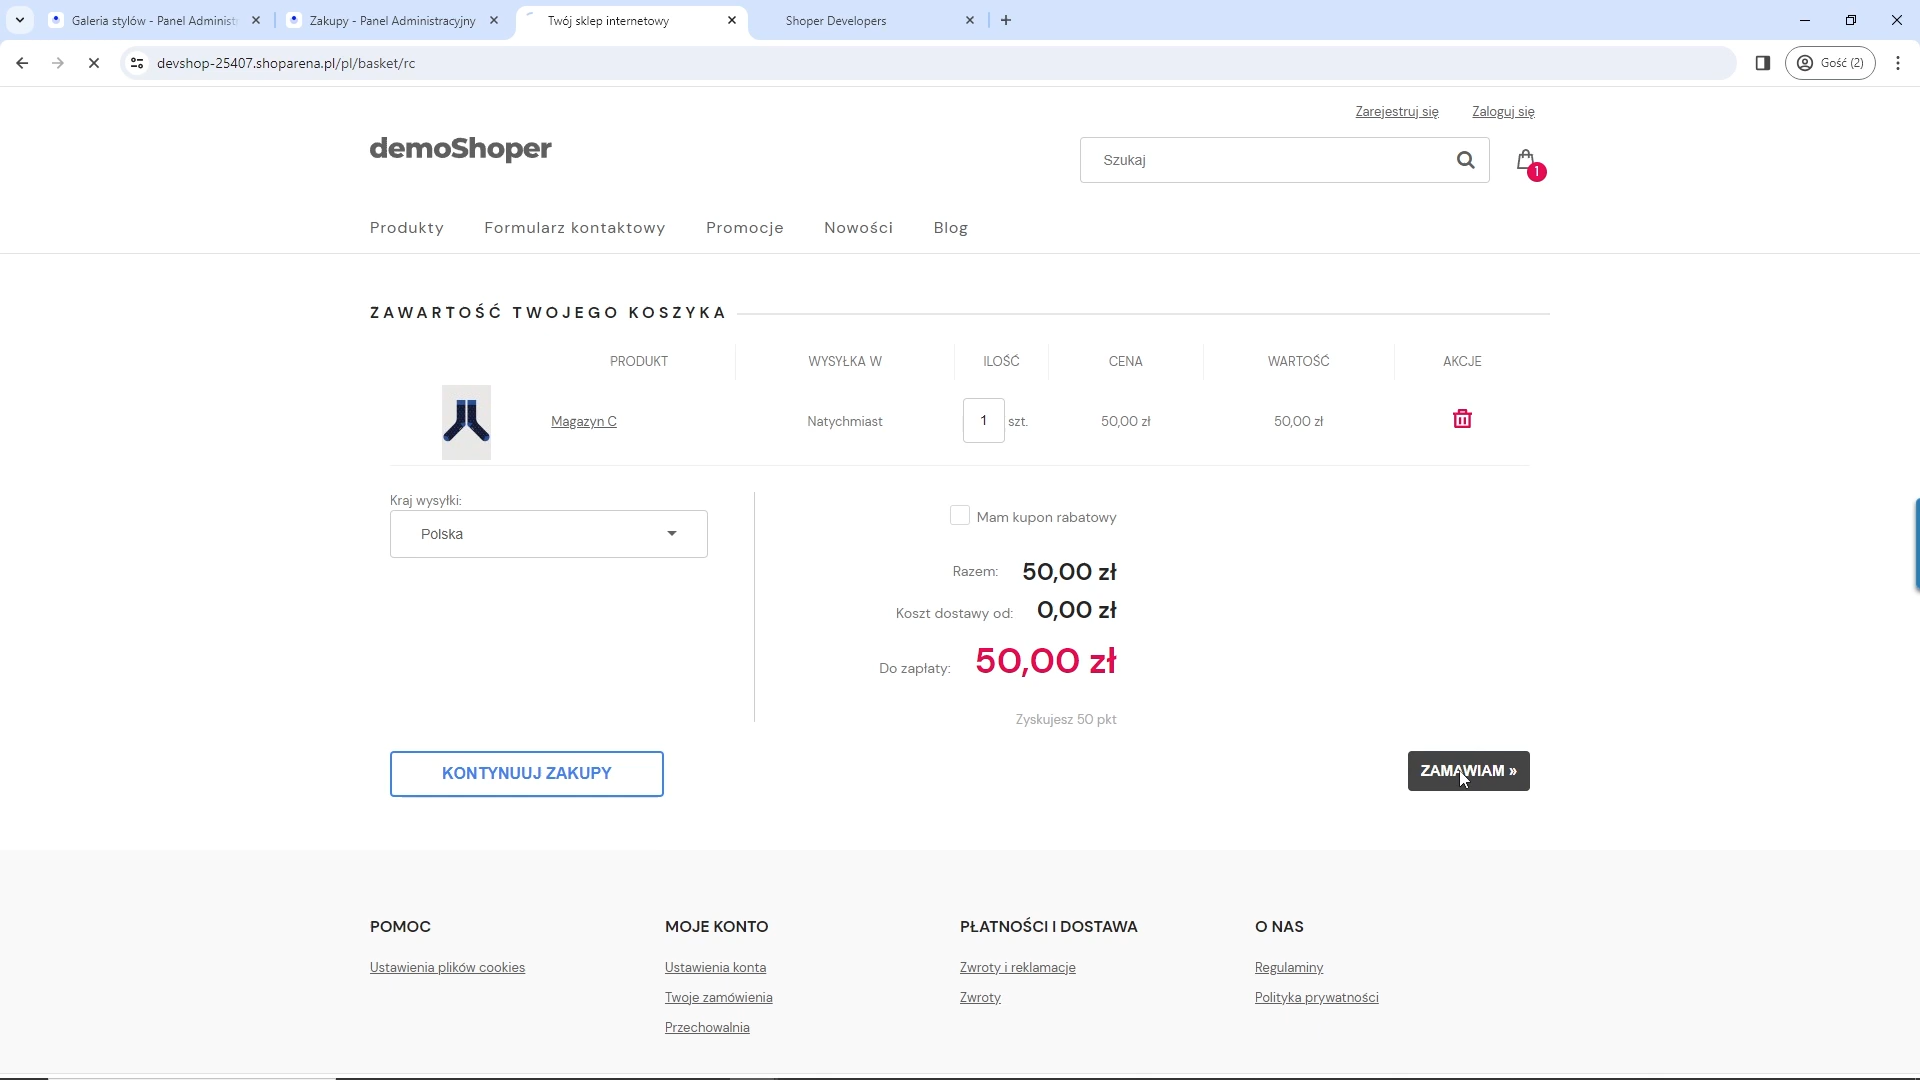 Galeria stylów - Panel Administ
Zakupy - Panel Administracyjny
Twój sklep internetowy
Shoper Developers
devshop-25407.shoparena.pl/pl/basket/rc
Gość (2)
Zarejestruj się
Zaloguj się
demoShoper
Szukaj
1
Produkty
Formularz kontaktowy
Promocje
Nowości
Blog
ZAWARTOŚĆ TWOJEGO KOSZYKA
PRODUKT
WYSYŁKA W
ILOŚĆ
CENA
WARTOŚĆ
AKCJE
Magazyn C
Natychmiast
1 szt.
50,00 zł
50,00 zł
Kraj wysyłki:
Polska
Mam kupon rabatowy
Razem: 50,00 zł
Koszt dostawy od: 0,00 zł
Do zapłaty: 50,00 zł
Zyskujesz 50 pkt
KONTYNUUJ ZAKUPY
ZAMAWIAM »
POMOC
MOJE KONTO
PŁATNOŚCI I DOSTAWA
O NAS
Ustawienia plików cookies
Ustawienia konta
Zwroty i reklamacje
Regulaminy
Twoje zamówienia
Zwroty
Polityka prywatności
Przechowalnia